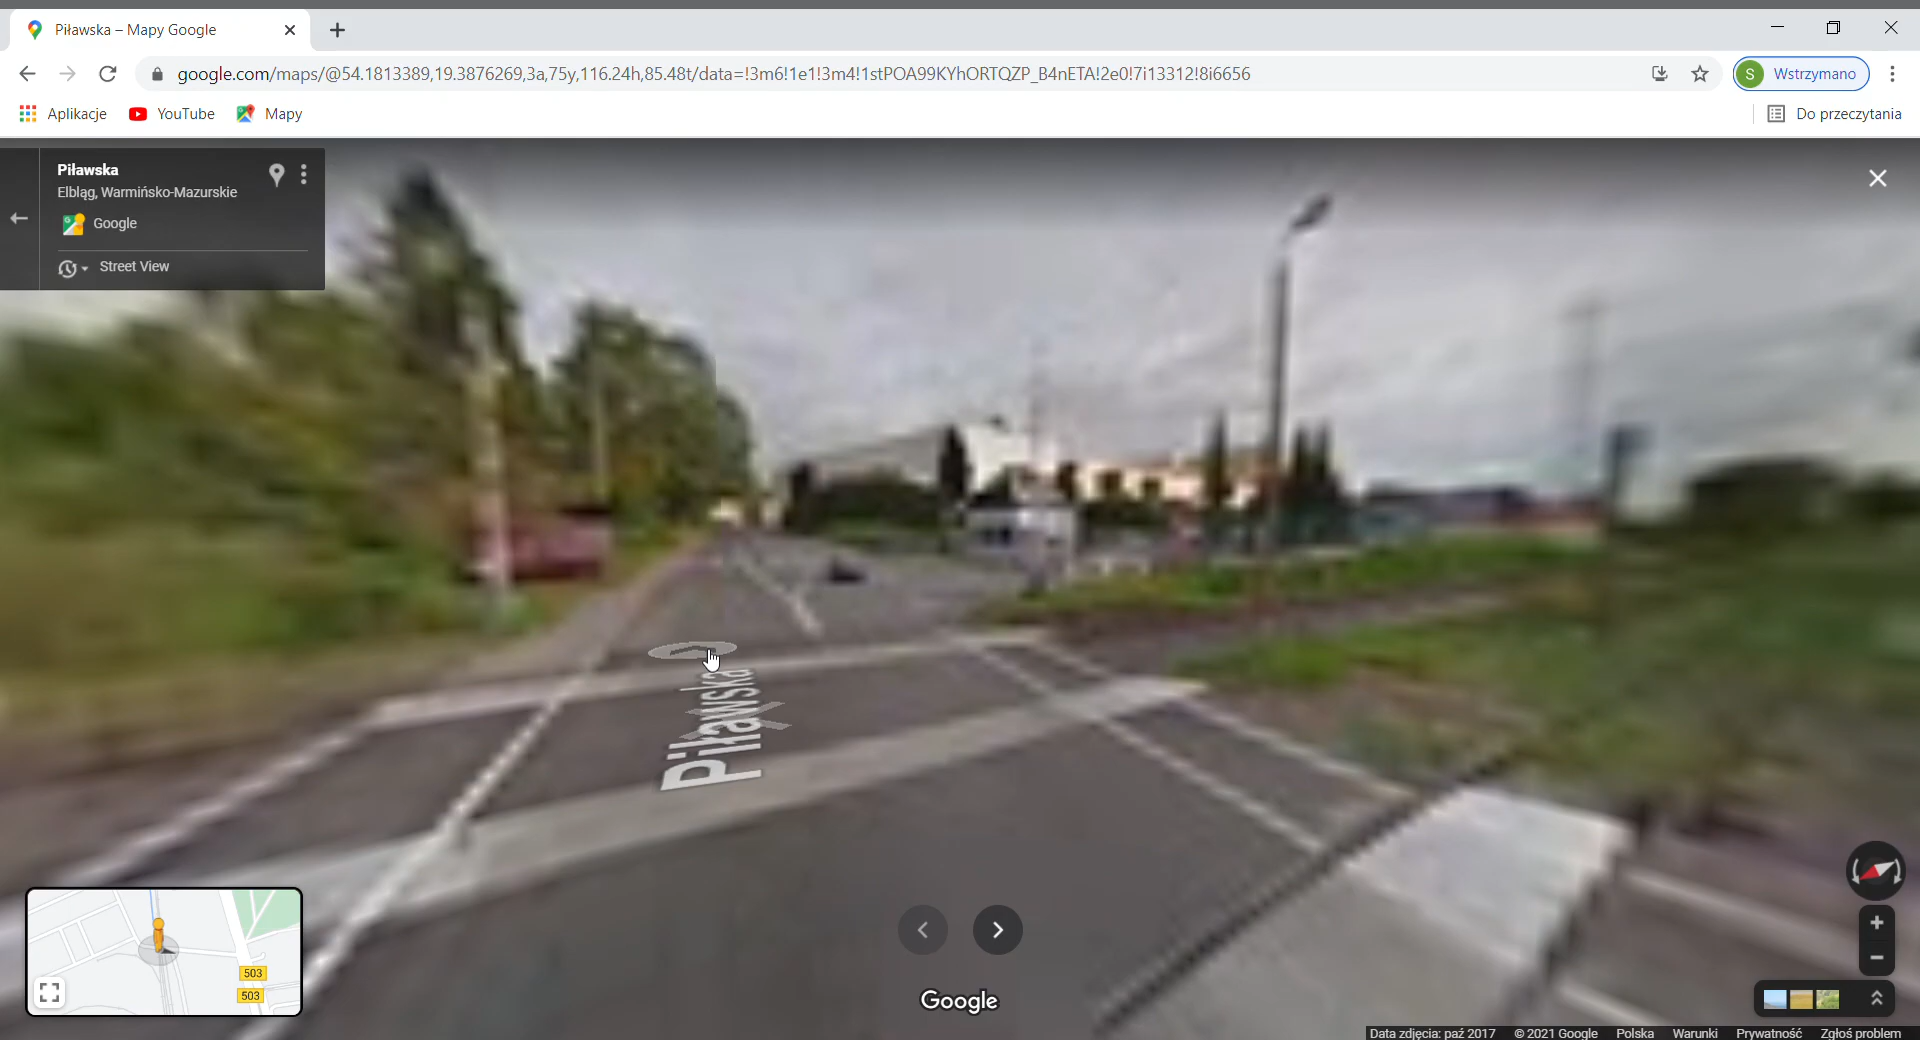 Piławska – Mapy Google
google.com/maps/@54.1813389,19.3876269,3a,75y,116.24h,85.48t/data=!3m6!1e1!3m4!1stPOA99KYhORTQZP_B4nETA!2e0!7i13312!8i6656
S Wstrzymano
Aplikacje YouTube Mapy Do przeczytania
Piławska
Elbląg, Warmińsko-Mazurskie
Google
Street View
Piławska
503
503
Google
Data zdjęcia: paź 2017 © 2021 Google Polska Warunki Prywatność Zgłoś problem